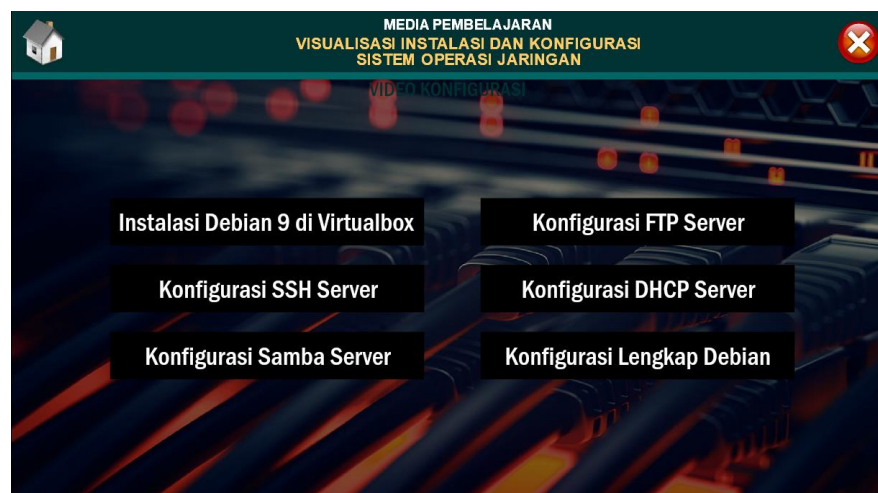 MEDIA PEMBELAJARAN
VISUALISASI INSTALASI DAN KONFIGURASI
SISTEM OPERASI JARINGAN
VIDEO KONFIGURASI
Instalasi Debian 9 di Virtualbox
Konfigurasi FTP Server
Konfigurasi SSH Server
Konfigurasi DHCP Server
Konfigurasi Samba Server
Konfigurasi Lengkap Debian